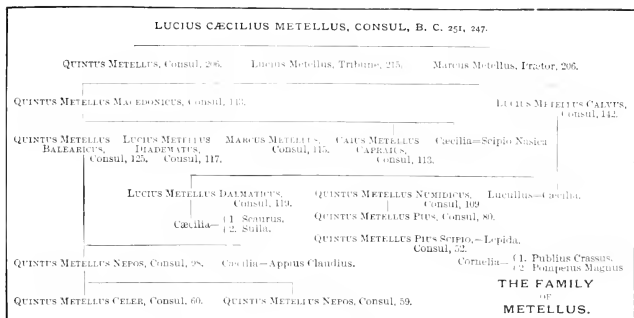 LUCIUS CÆCILIUS METELLUS, CONSUL, B. C. 251, 247.
QUINTUS METELLUS, Consul, 206. Lucius Metellus, Tribune, 215. Marcus Metellus, Prætor, 206.
QUINTUS METELLUS MACEDONICUS, Consul, 143. LUCIUS METELLUS CALVUS,
Consul, 142.
QUINTUS METELLUS LUCIUS METELLUS MARCUS METELLUS, CAIUS METELLUS Cæcilia=Scipio Nasica
BALEARICUS, DIADEMATUS, Consul, 115. CAPRARIUS,
Consul, 123. Consul, 117. Consul, 113.
LUCIUS METELLUS DALMATICUS, QUINTUS METELLUS NUMIDICUS, Lucullus=Cæcilia.
Consul, 119. Consul, 109
Cæcilia= { 1. Scaurus, QUINTUS METELLUS PIUS, Consul, 80.
{ 2. Sulla.
QUINTUS METELLUS PIUS SCIPIO,=Lepida,
Consul, 52.
QUINTUS METELLUS NEPOS, Consul, 98. Cæcilia=Appius Claudius. Cornelia= { 1. Publius Crassus,
{ 2. Pompeius Magnus
QUINTUS METELLUS CELER, Consul, 60. QUINTUS METELLUS NEPOS, Consul, 59.
THE FAMILY
OF
METELLUS.